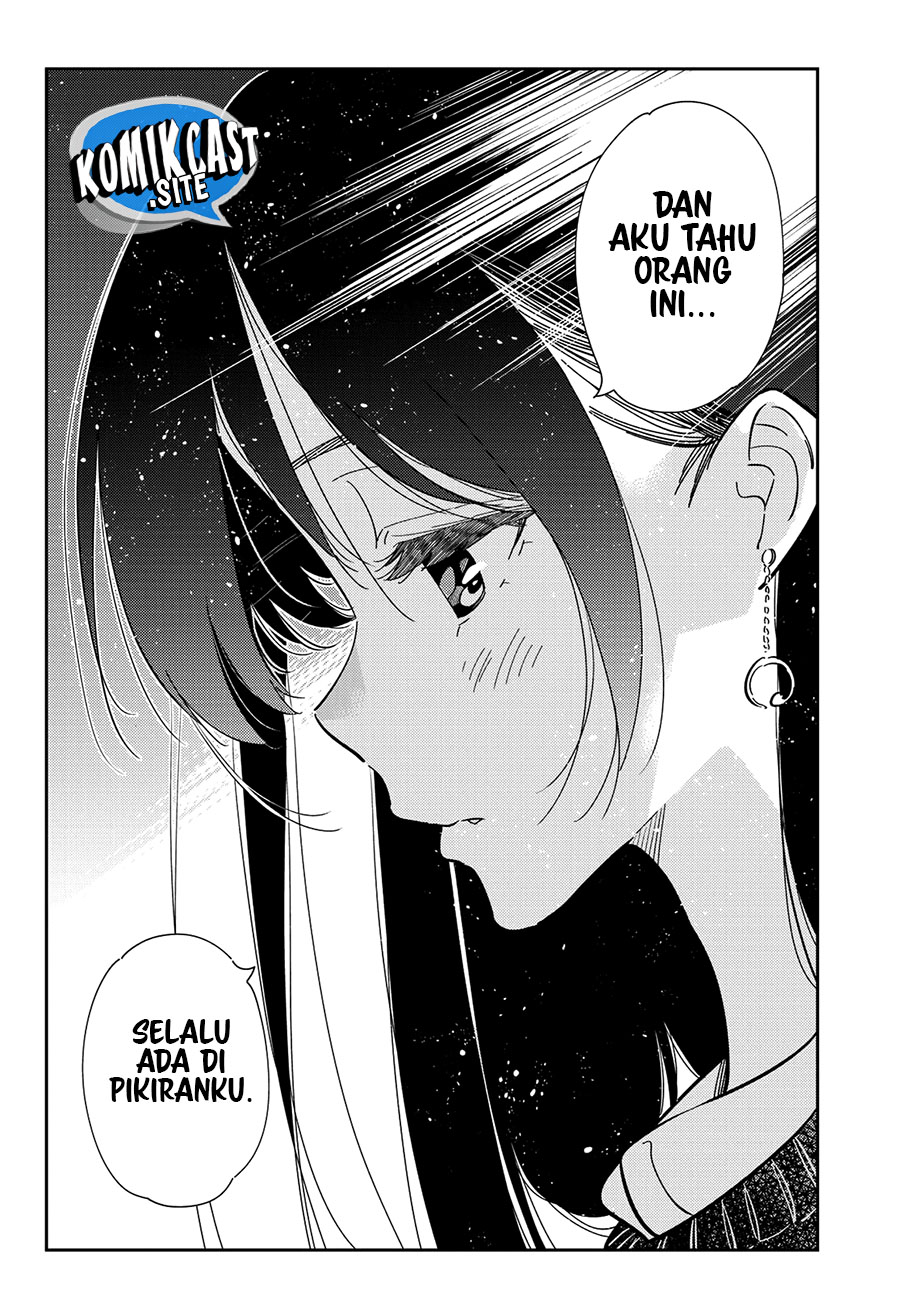 KOMIKCAST
.SITE
DAN
AKU TAHU
ORANG
INI...
SELALU
ADA DI
PIKIRANKU.